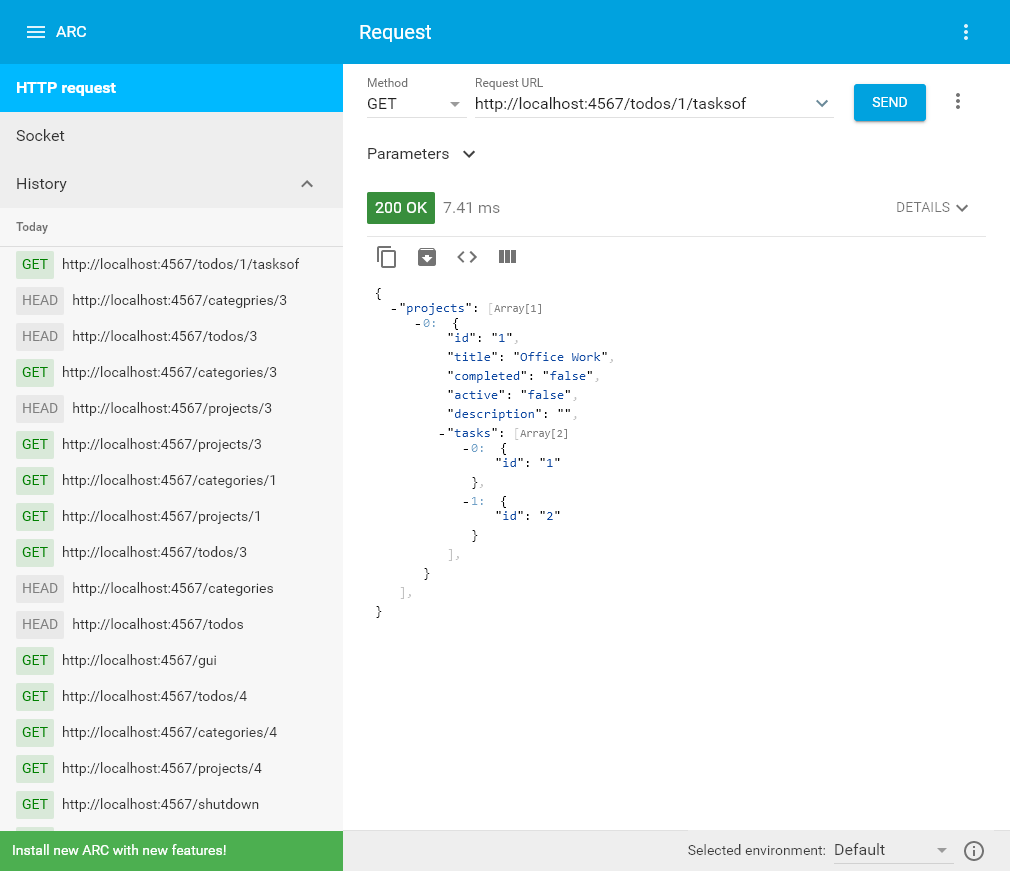 ARC
Request
HTTP request
Socket
History
Today
GET http://localhost:4567/todos/1/tasksof
HEAD http://localhost:4567/categpries/3
HEAD http://localhost:4567/todos/3
GET http://localhost:4567/categories/3
HEAD http://localhost:4567/projects/3
GET http://localhost:4567/projects/3
GET http://localhost:4567/categories/1
GET http://localhost:4567/projects/1
GET http://localhost:4567/todos/3
HEAD http://localhost:4567/categories
HEAD http://localhost:4567/todos
GET http://localhost:4567/gui
GET http://localhost:4567/todos/4
GET http://localhost:4567/categories/4
GET http://localhost:4567/projects/4
GET http://localhost:4567/shutdown
Install new ARC with new features!
Method
GET
Request URL
http://localhost:4567/todos/1/tasksof
SEND
Parameters
200 OK 7.41 ms
DETAILS
{
-"projects": [Array[1]
-0: {
"id": "1",
"title": "Office Work",
"completed": "false",
"active": "false",
"description": "",
-"tasks": [Array[2]
-0: {
"id": "1"
},
-1: {
"id": "2"
}
],
}
],
}
Selected environment: Default